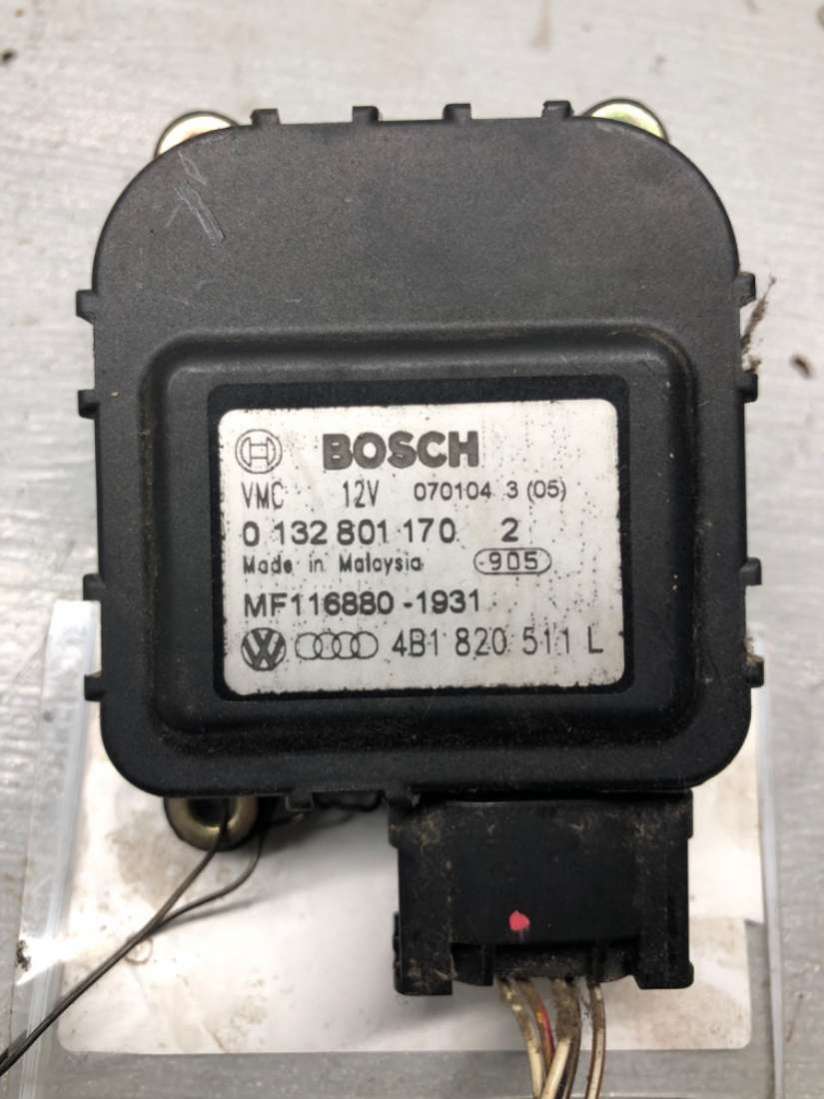 BOSCH
VMC 12V 070104 3 (05)
0 132 801 170 2
Made in Malaysia 905
MF116880-1931
VW 4B1 820 511 L